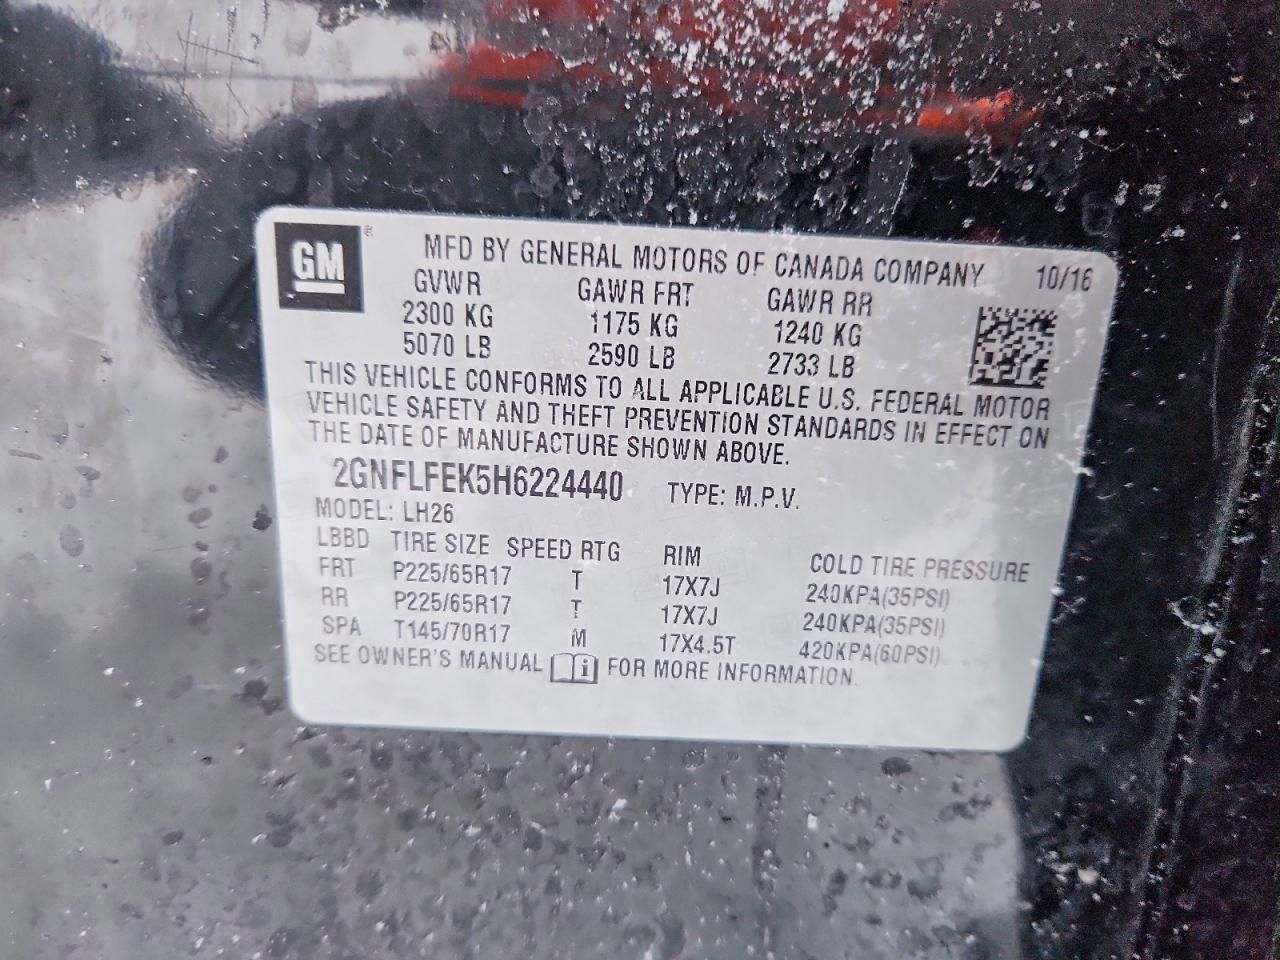 GM ®
MFD BY GENERAL MOTORS OF CANADA COMPANY 10/16
GVWR GAWR FRT GAWR RR
2300 KG 1175 KG 1240 KG
5070 LB 2590 LB 2733 LB
THIS VEHICLE CONFORMS TO ALL APPLICABLE U.S. FEDERAL MOTOR
VEHICLE SAFETY AND THEFT PREVENTION STANDARDS IN EFFECT ON
THE DATE OF MANUFACTURE SHOWN ABOVE.
2GNFLFEK5H6224440 TYPE: M.P.V.
MODEL: LH26
LBBD TIRE SIZE SPEED RTG RIM COLD TIRE PRESSURE
FRT P225/65R17 T 17X7J 240KPA(35PSI)
RR P225/65R17 T 17X7J 240KPA(35PSI)
SPA T145/70R17 M 17X4.5T 420KPA(60PSI)
SEE OWNER'S MANUAL i FOR MORE INFORMATION.